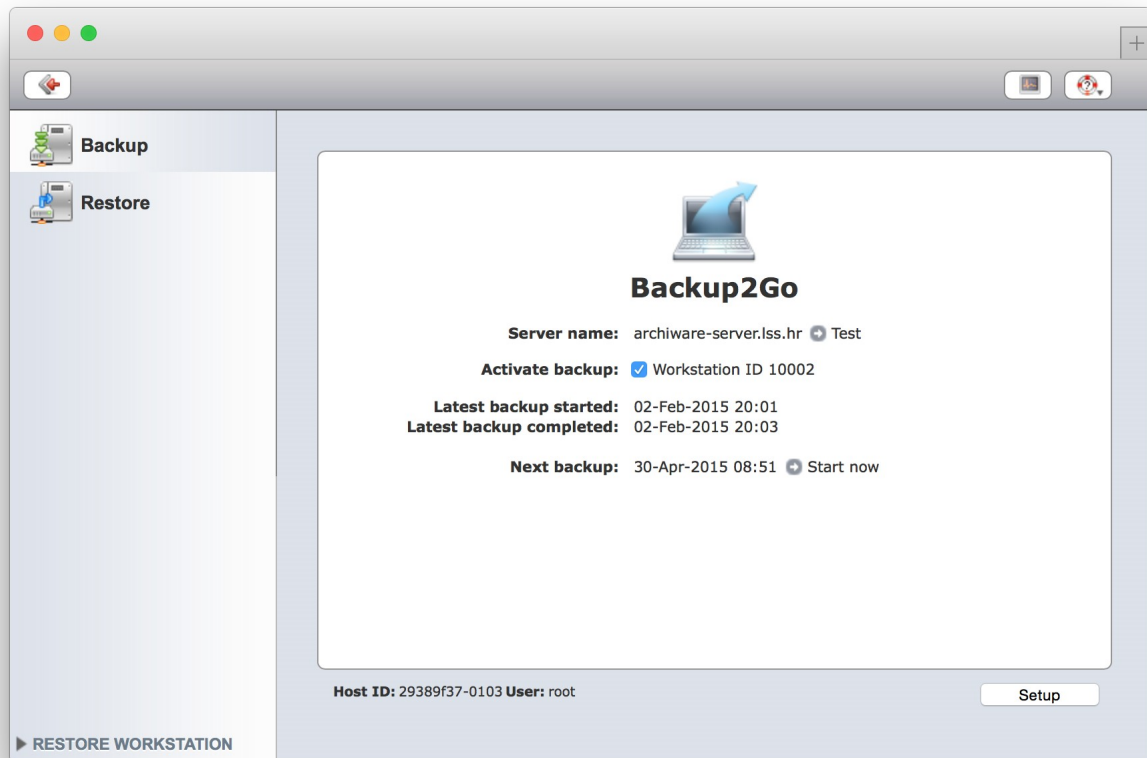 Backup
Restore
Backup2Go
Server name: archiware-server.lss.hr Test
Activate backup: Workstation ID 10002
Latest backup started: 02-Feb-2015 20:01
Latest backup completed: 02-Feb-2015 20:03
Next backup: 30-Apr-2015 08:51 Start now
Host ID: 29389f37-0103 User: root
Setup
RESTORE WORKSTATION